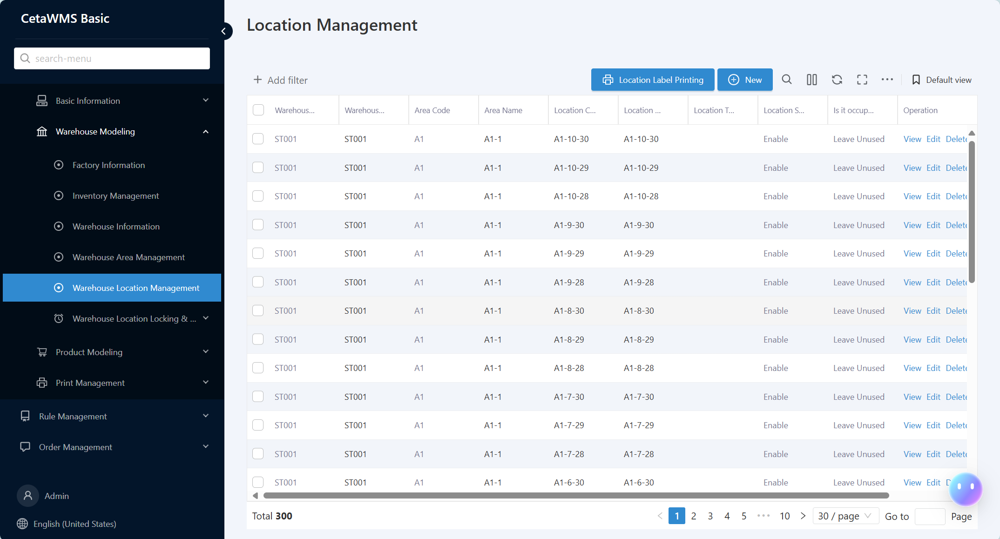 CetaWMS Basic
search-menu
Basic Information
Warehouse Modeling
Factory Information
Inventory Management
Warehouse Information
Warehouse Area Management
Warehouse Location Management
Warehouse Location Locking & ...
Product Modeling
Print Management
Rule Management
Order Management
Admin
English (United States)
Location Management
Add filter
Location Label Printing
New
Default view
Warehous... Warehous... Area Code Area Name Location C... Location ... Location T... Location S... Is it occup... Operation
ST001 ST001 A1 A1-1 A1-10-30 A1-10-30 Enable Leave Unused View Edit Delete
ST001 ST001 A1 A1-1 A1-10-29 A1-10-29 Enable Leave Unused View Edit Delete
ST001 ST001 A1 A1-1 A1-10-28 A1-10-28 Enable Leave Unused View Edit Delete
ST001 ST001 A1 A1-1 A1-9-30 A1-9-30 Enable Leave Unused View Edit Delete
ST001 ST001 A1 A1-1 A1-9-29 A1-9-29 Enable Leave Unused View Edit Delete
ST001 ST001 A1 A1-1 A1-9-28 A1-9-28 Enable Leave Unused View Edit Delete
ST001 ST001 A1 A1-1 A1-8-30 A1-8-30 Enable Leave Unused View Edit Delete
ST001 ST001 A1 A1-1 A1-8-29 A1-8-29 Enable Leave Unused View Edit Delete
ST001 ST001 A1 A1-1 A1-8-28 A1-8-28 Enable Leave Unused View Edit Delete
ST001 ST001 A1 A1-1 A1-7-30 A1-7-30 Enable Leave Unused View Edit Delete
ST001 ST001 A1 A1-1 A1-7-29 A1-7-29 Enable Leave Unused View Edit Delete
ST001 ST001 A1 A1-1 A1-7-28 A1-7-28 Enable Leave Unused View Edit Delete
ST001 ST001 A1 A1-1 A1-6-30 A1-6-30 Enable Leave Unused View Edit
Total 300
1 2 3 4 5 ••• 10 30 / page Go to Page